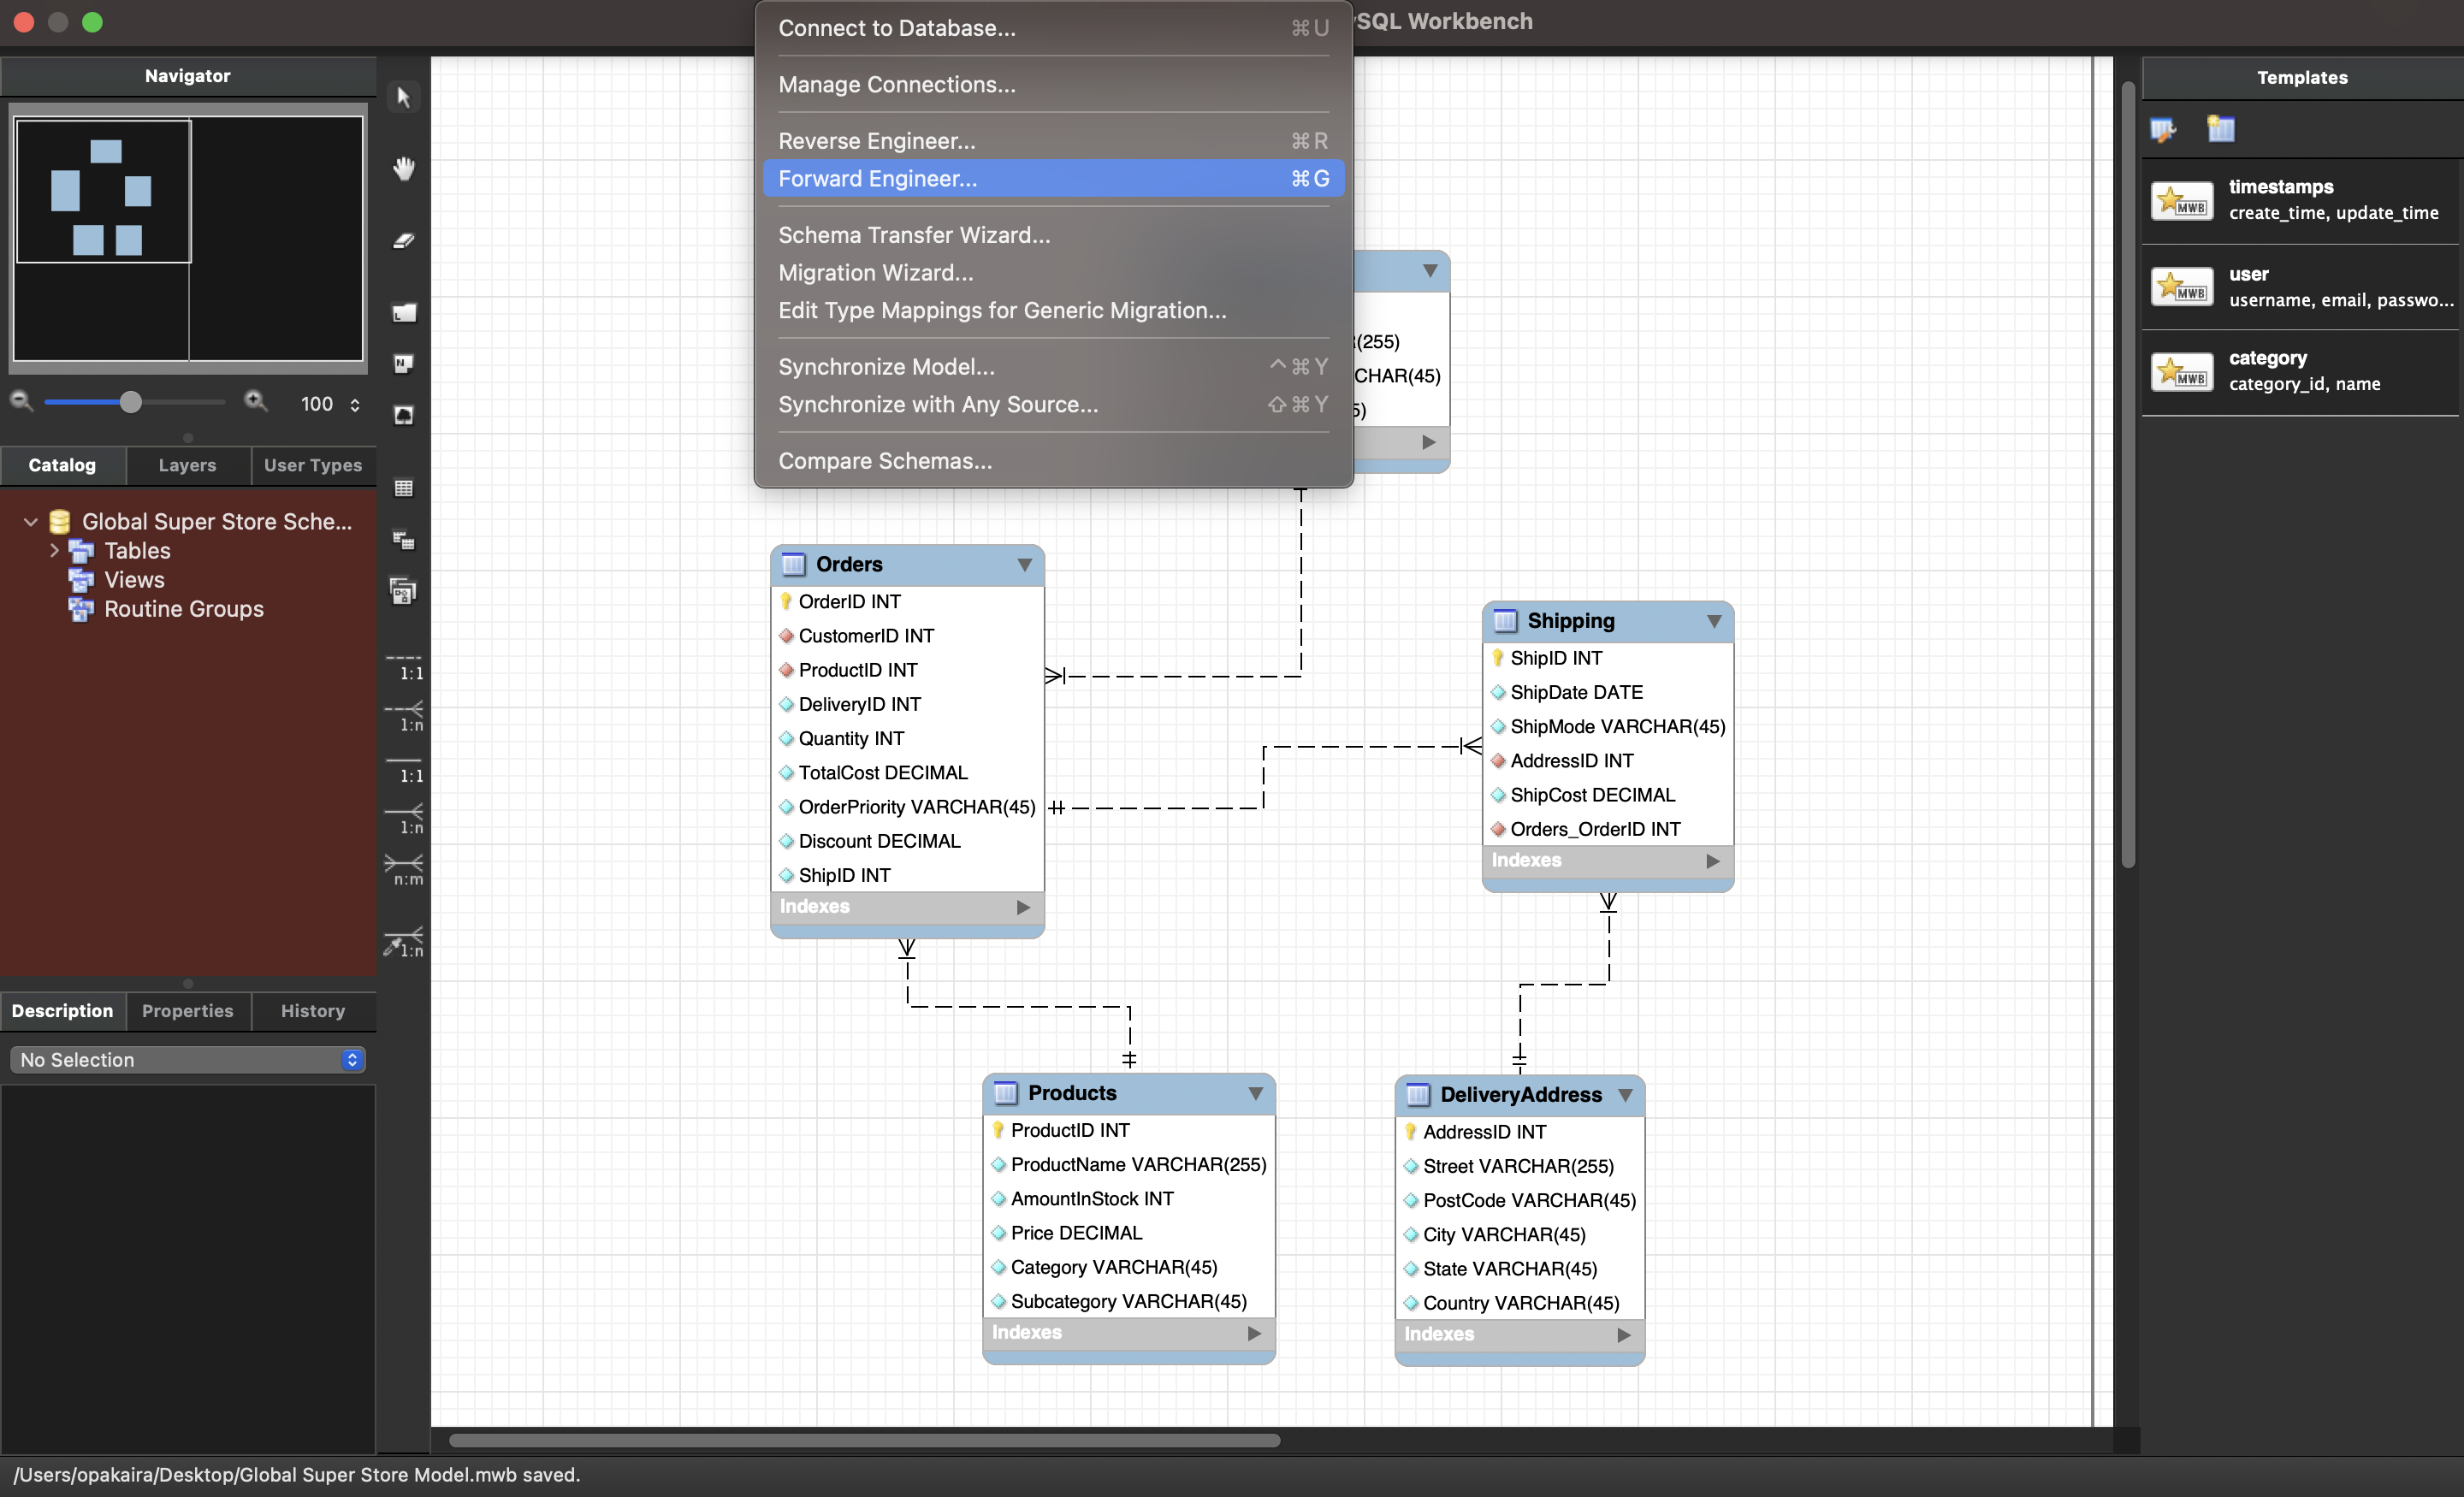 SQL Workbench
Connect to Database... ⌘U
Manage Connections...
Reverse Engineer... ⌘R
Forward Engineer... ⌘G
Schema Transfer Wizard...
Migration Wizard...
Edit Type Mappings for Generic Migration...
Synchronize Model... ^⌘Y
Synchronize with Any Source... ⇧⌘Y
Compare Schemas...
Navigator
100
Catalog Layers User Types
Global Super Store Sche...
Tables
Views
Routine Groups
Description Properties History
No Selection
1:1
1:n
1:1
1:n
n:m
1:n
(255)
CHAR(45)
5)
Orders
OrderID INT
CustomerID INT
ProductID INT
DeliveryID INT
Quantity INT
TotalCost DECIMAL
OrderPriority VARCHAR(45)
Discount DECIMAL
ShipID INT
Indexes
Shipping
ShipID INT
ShipDate DATE
ShipMode VARCHAR(45)
AddressID INT
ShipCost DECIMAL
Orders_OrderID INT
Indexes
Products
ProductID INT
ProductName VARCHAR(255)
AmountInStock INT
Price DECIMAL
Category VARCHAR(45)
Subcategory VARCHAR(45)
Indexes
DeliveryAddress
AddressID INT
Street VARCHAR(255)
PostCode VARCHAR(45)
City VARCHAR(45)
State VARCHAR(45)
Country VARCHAR(45)
Indexes
Templates
MWB
timestamps
create_time, update_time
MWB
user
username, email, passwo...
MWB
category
category_id, name
/Users/opakaira/Desktop/Global Super Store Model.mwb saved.